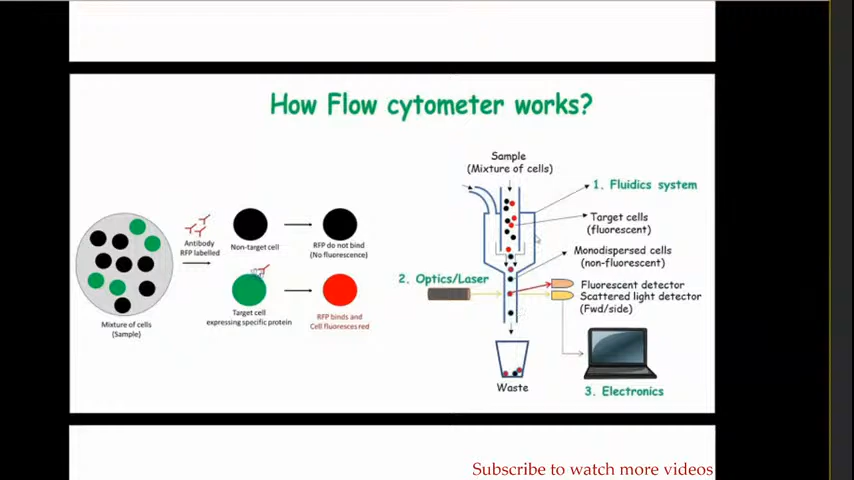 How Flow cytometer works?
Sample
(Mixture of cells)
1. Fluidics system
Target cells
(fluorescent)
Antibody
RFP labelled
Non-target cell
RFP do not bind
(No fluorescence)
Monodispersed cells
(non-fluorescent)
2. Optics/Laser
Fluorescent detector
Scattered light detector
(Fwd/side)
Mixture of cells
(Sample)
Target cell
expressing specific protein
RFP binds and
Cell fluoresces red
Waste
3. Electronics
Subscribe to watch more videos